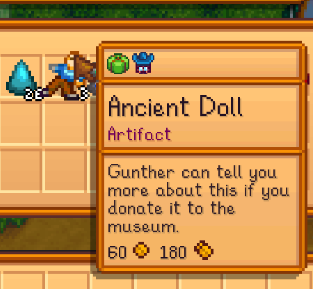 Ancient Doll
Artifact
Gunther can tell you
more about this if you
donate it to the
museum.
60 180